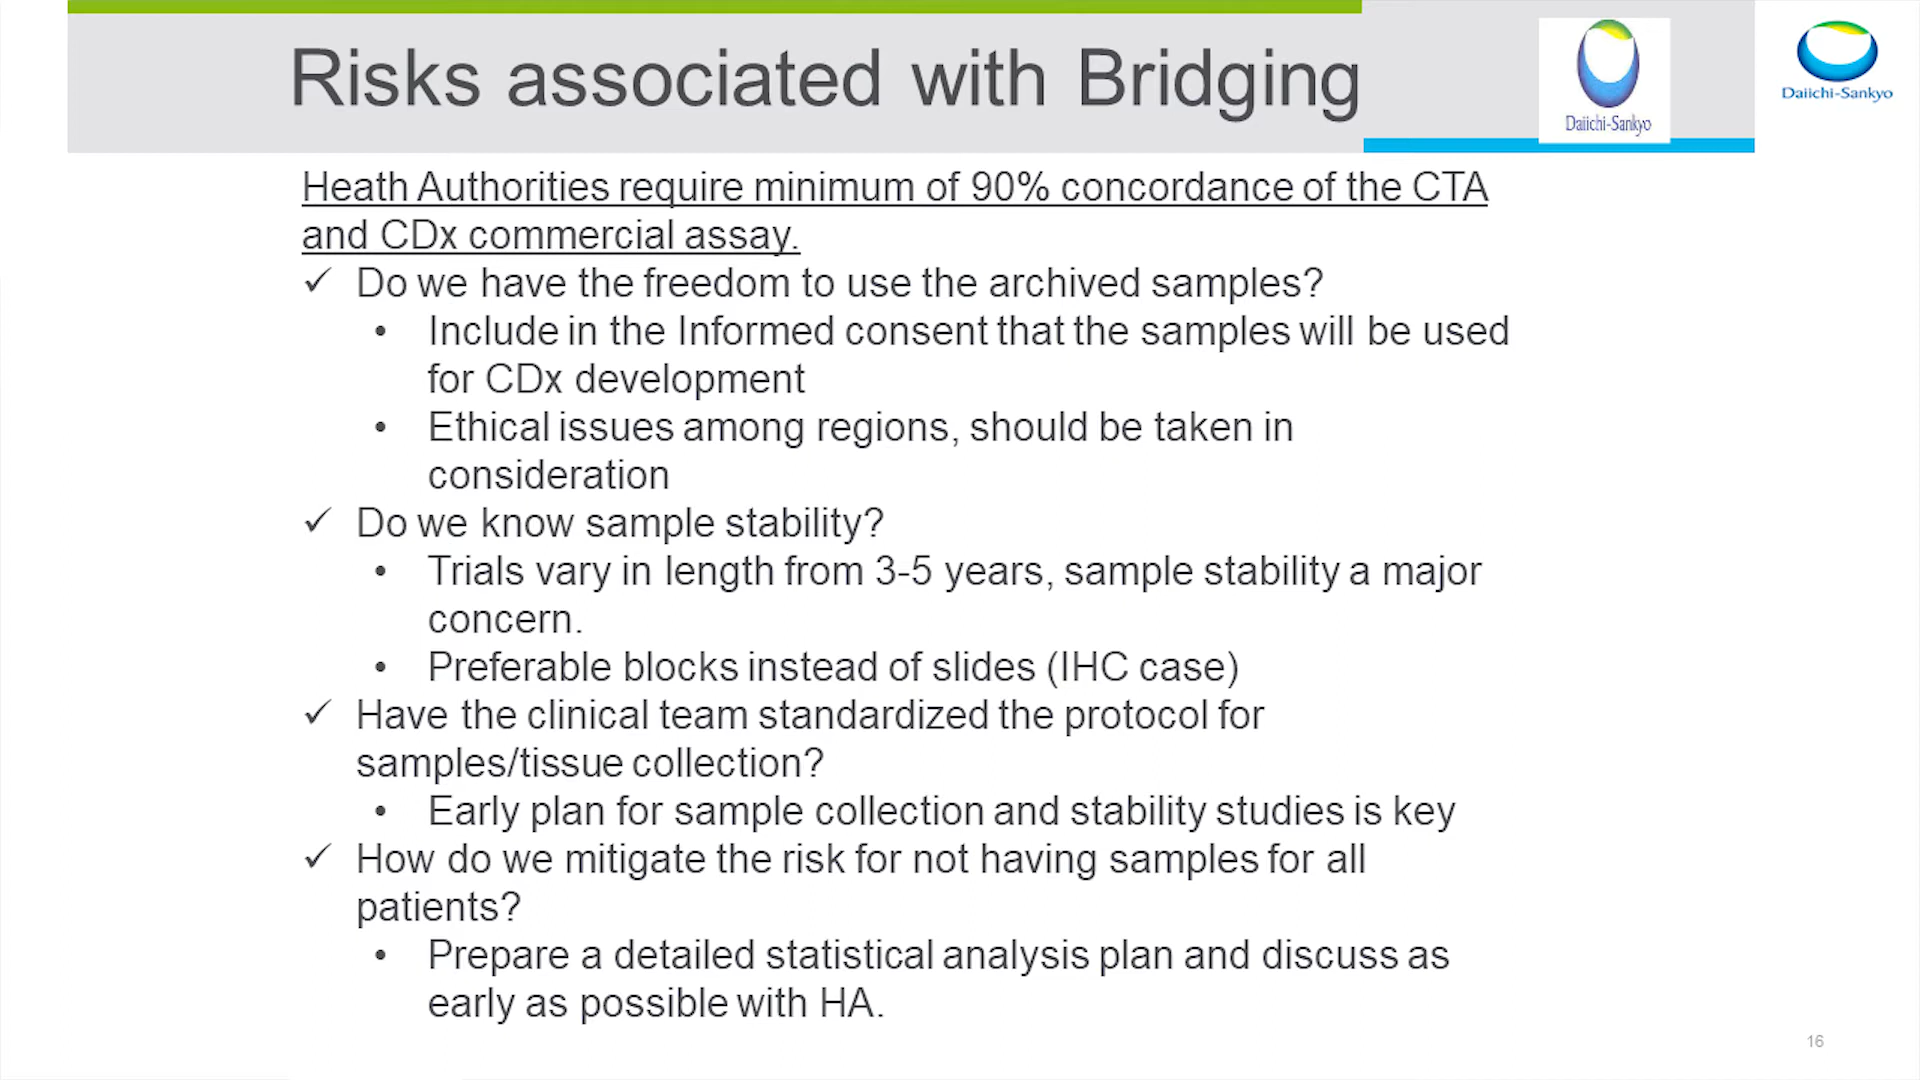 Risks associated with Bridging
Daiichi-Sankyo
Daiichi-Sankyo
Heath Authorities require minimum of 90% concordance of the CTA
and CDx commercial assay.
✓ Do we have the freedom to use the archived samples?
• Include in the Informed consent that the samples will be used
for CDx development
• Ethical issues among regions, should be taken in
consideration
✓ Do we know sample stability?
• Trials vary in length from 3-5 years, sample stability a major
concern.
• Preferable blocks instead of slides (IHC case)
✓ Have the clinical team standardized the protocol for
samples/tissue collection?
• Early plan for sample collection and stability studies is key
✓ How do we mitigate the risk for not having samples for all
patients?
• Prepare a detailed statistical analysis plan and discuss as
early as possible with HA.
16